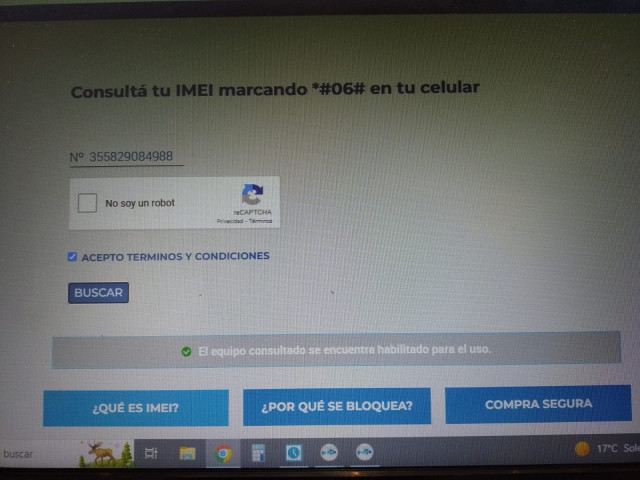 Consultá tu IMEI marcando *#06# en tu celular
Nº 355829084988
No soy un robot
reCAPTCHA
Privacidad - Términos
ACEPTO TERMINOS Y CONDICIONES
BUSCAR
El equipo consultado se encuentra habilitado para el uso.
¿QUÉ ES IMEI?
¿POR QUÉ SE BLOQUEA?
COMPRA SEGURA
buscar
17°C Sole